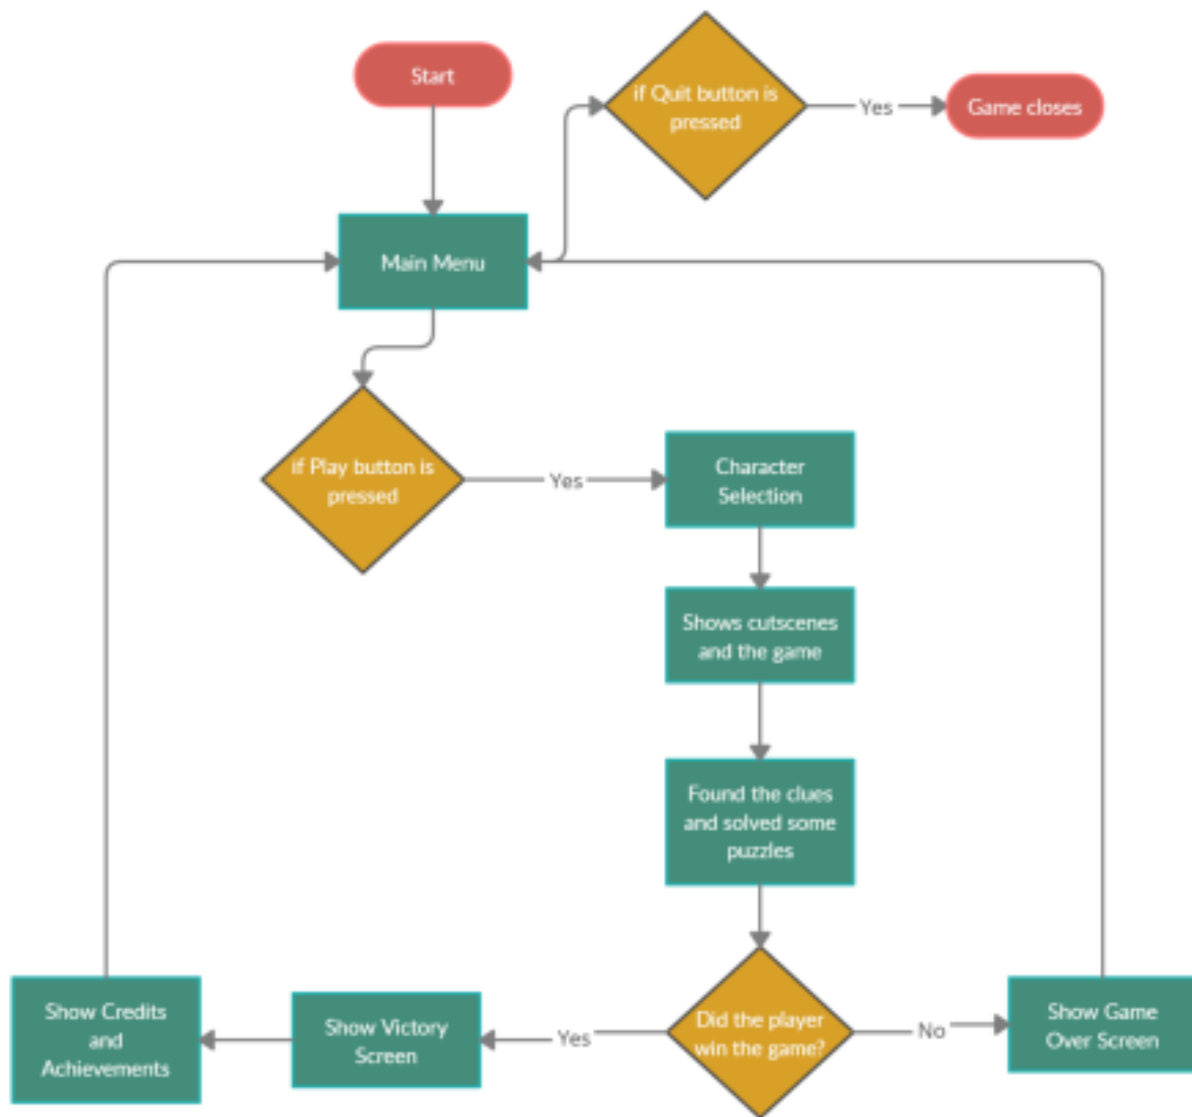 Start
if Quit button is
pressed
Yes
Game closes
Main Menu
if Play button is
pressed
Yes
Character
Selection
Shows cutscenes
and the game
Found the clues
and solved some
puzzles
Did the player
win the game?
Yes
No
Show Victory
Screen
Show Credits
and
Achievements
Show Game
Over Screen